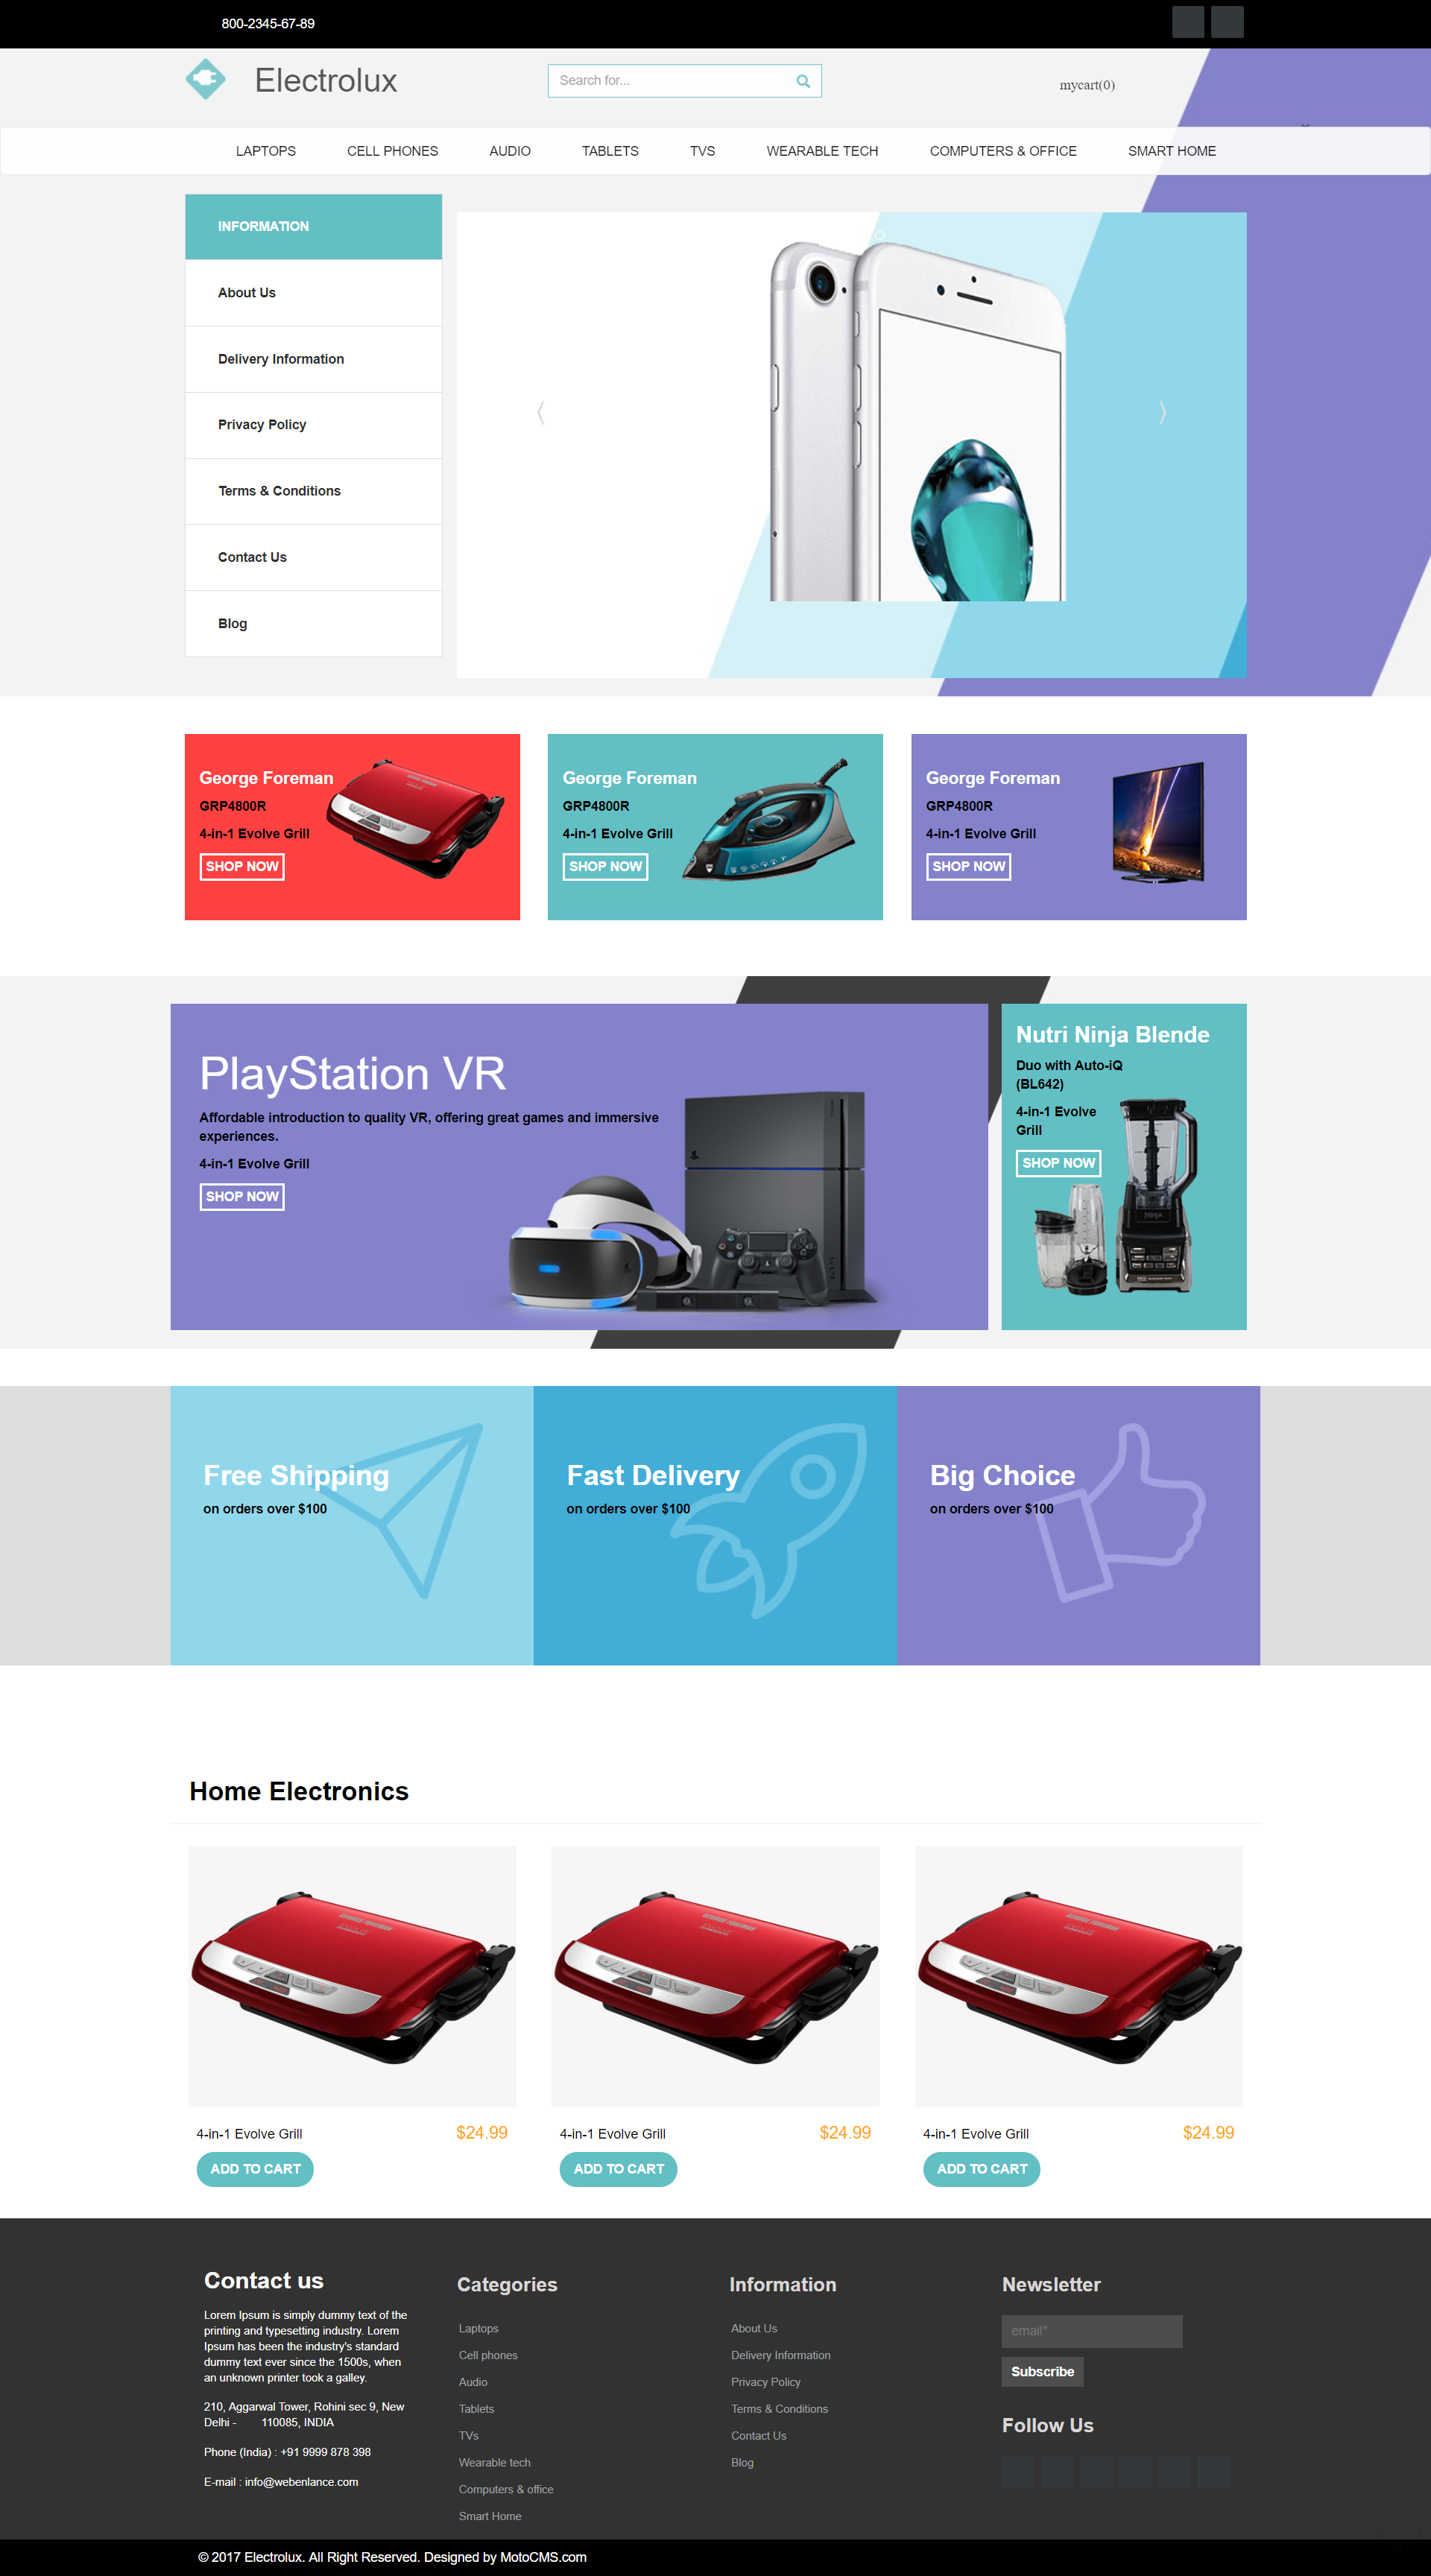 800-2345-67-89
Electrolux
Search for...
mycart(0)
LAPTOPS CELL PHONES AUDIO TABLETS TVS WEARABLE TECH COMPUTERS & OFFICE SMART HOME
INFORMATION
About Us
Delivery Information
Privacy Policy
Terms & Conditions
Contact Us
Blog
George Foreman
GRP4800R
4-in-1 Evolve Grill
SHOP NOW
George Foreman
GRP4800R
4-in-1 Evolve Grill
SHOP NOW
George Foreman
GRP4800R
4-in-1 Evolve Grill
SHOP NOW
PlayStation VR
Affordable introduction to quality VR, offering great games and immersive
experiences.
4-in-1 Evolve Grill
SHOP NOW
Nutri Ninja Blende
Duo with Auto-iQ
(BL642)
4-in-1 Evolve
Grill
SHOP NOW
NINJA
Free Shipping
on orders over $100
Fast Delivery
on orders over $100
Big Choice
on orders over $100
Home Electronics
GEORGE FOREMAN
4-in-1 Evolve Grill $24.99
ADD TO CART
GEORGE FOREMAN
4-in-1 Evolve Grill $24.99
ADD TO CART
GEORGE FOREMAN
4-in-1 Evolve Grill $24.99
ADD TO CART
Contact us
Lorem Ipsum is simply dummy text of the
printing and typesetting industry. Lorem
Ipsum has been the industry's standard
dummy text ever since the 1500s, when
an unknown printer took a galley.
210, Aggarwal Tower, Rohini sec 9, New
Delhi - 110085, INDIA
Phone (India) : +91 9999 878 398
E-mail : info@webenlance.com
Categories
Laptops
Cell phones
Audio
Tablets
TVs
Wearable tech
Computers & office
Smart Home
Information
About Us
Delivery Information
Privacy Policy
Terms & Conditions
Contact Us
Blog
Newsletter
email*
Subscribe
Follow Us
© 2017 Electrolux. All Right Reserved. Designed by MotoCMS.com